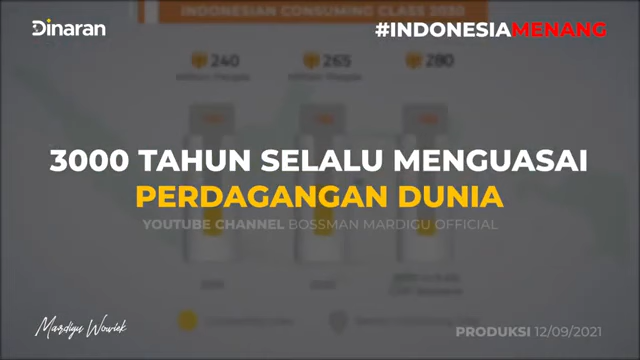 Dinaran
#INDONESIAMENANG
INDONESIAN CONSUMING CLASS 2030
240
265
280
3000 TAHUN SELALU MENGUASAI
PERDAGANGAN DUNIA
YOUTUBE CHANNEL BOSSMAN MARDIGU OFFICIAL
Mardigu Wowiek
PRODUKSI 12/09/2021